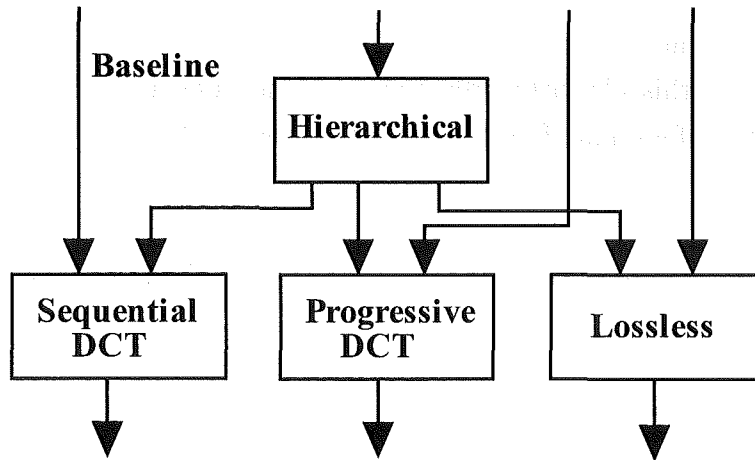 Baseline
Hierarchical
Sequential
DCT
Progressive
DCT
Lossless